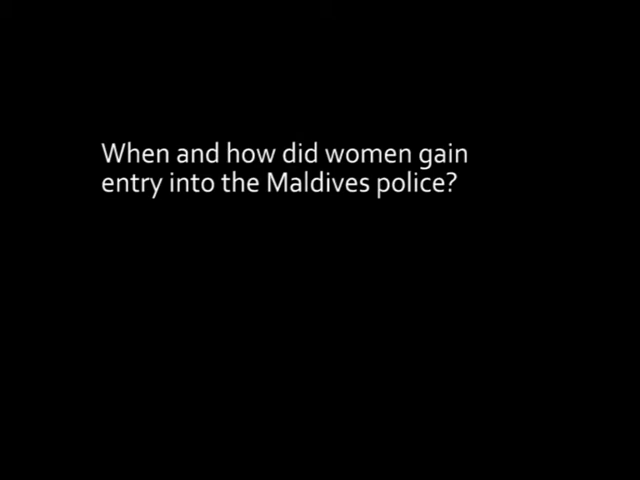 When and how did women gain
entry into the Maldives police?